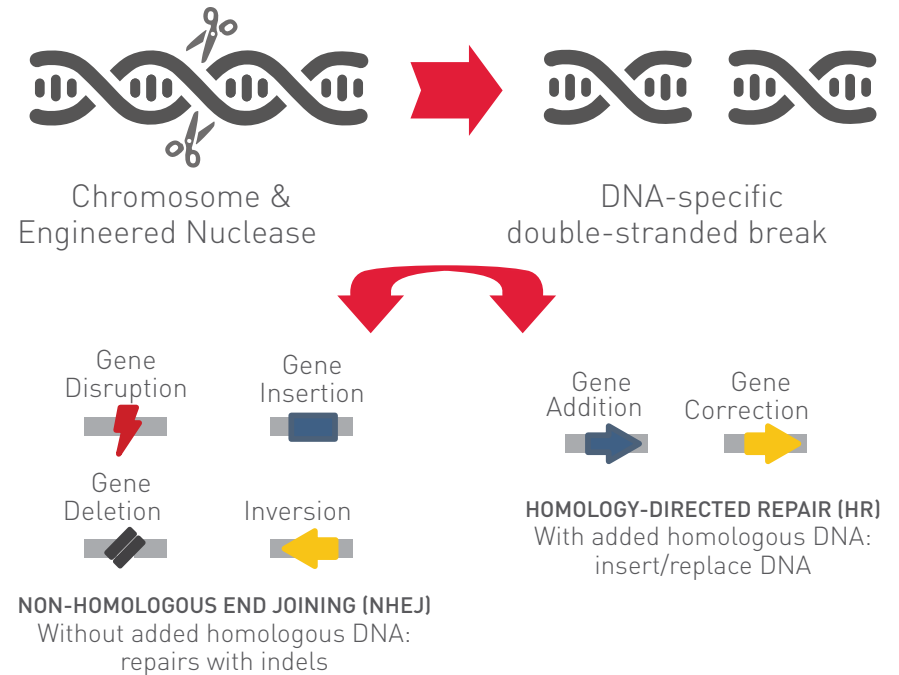 Chromosome &
Engineered Nuclease
DNA-specific
double-stranded break
Gene
Disruption
Gene
Insertion
Gene
Deletion
Inversion
NON-HOMOLOGOUS END JOINING (NHEJ)
Without added homologous DNA:
repairs with indels
Gene
Addition
Gene
Correction
HOMOLOGY-DIRECTED REPAIR (HR)
With added homologous DNA:
insert/replace DNA